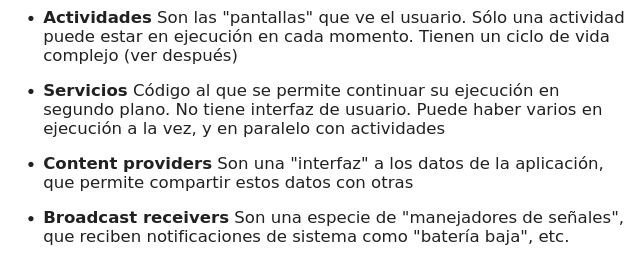 • Actividades Son las "pantallas" que ve el usuario. Sólo una actividad
puede estar en ejecución en cada momento. Tienen un ciclo de vida
complejo (ver después)
• Servicios Código al que se permite continuar su ejecución en
segundo plano. No tiene interfaz de usuario. Puede haber varios en
ejecución a la vez, y en paralelo con actividades
• Content providers Son una "interfaz" a los datos de la aplicación,
que permite compartir estos datos con otras
• Broadcast receivers Son una especie de "manejadores de señales",
que reciben notificaciones de sistema como "batería baja", etc.